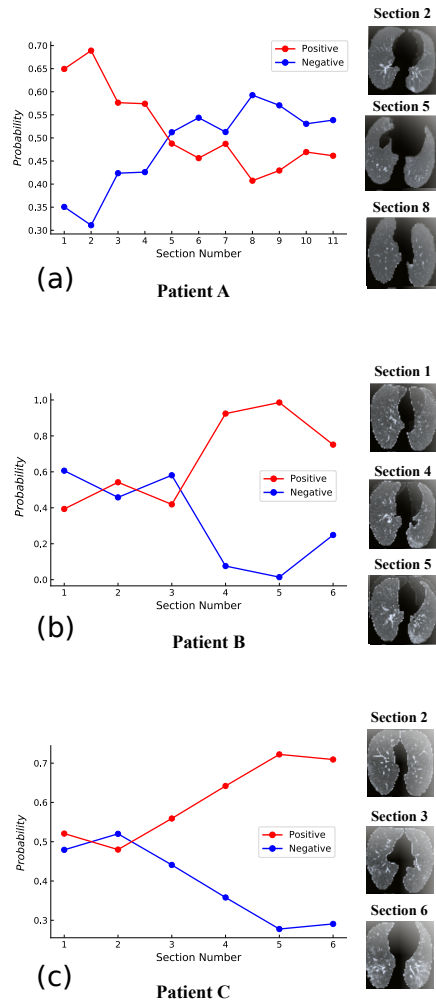 Section 2
0.70
0.65
0.60
0.55
0.50
0.45
0.40
0.35
0.30
Probability
Positive
Negative
1 2 3 4 5 6 7 8 9 10 11
Section Number
Section 5
Section 8
(a)
Patient A
Section 1
1.0
0.8
0.6
0.4
0.2
0.0
Probability
Positive
Negative
1 2 3 4 5 6
Section Number
Section 4
Section 5
(b)
Patient B
Section 2
0.7
0.6
0.5
0.4
0.3
Probability
Positive
Negative
1 2 3 4 5 6
Section Number
Section 3
Section 6
(c)
Patient C